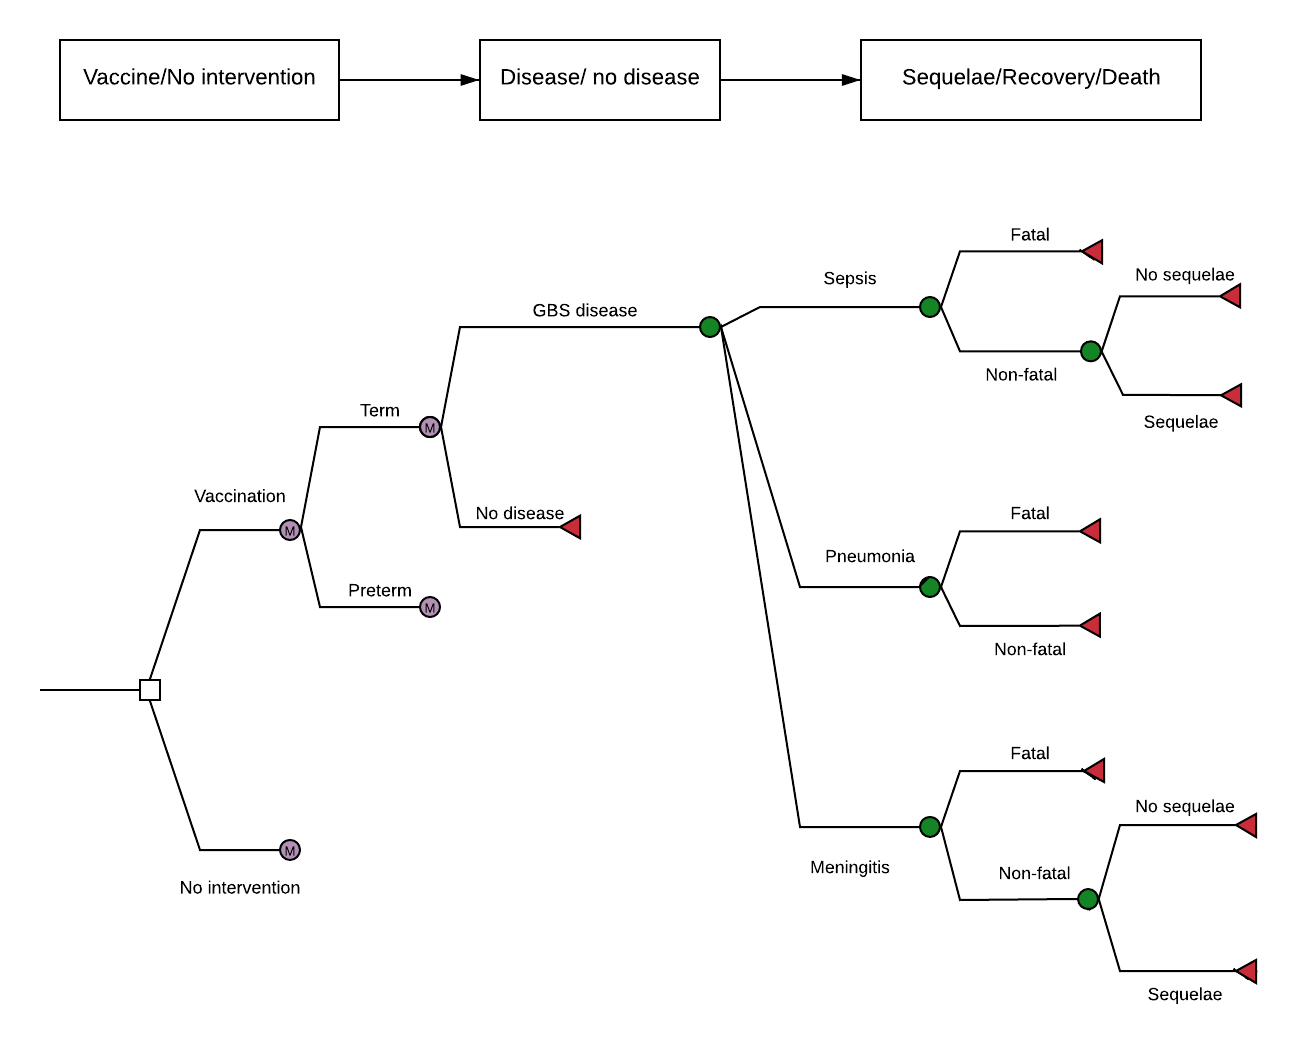 Vaccine/No intervention
Disease/ no disease
Sequelae/Recovery/Death
Fatal
No sequelae
Sepsis
GBS disease
Non-fatal
Term
M
Sequelae
Vaccination
M
No disease
Fatal
Pneumonia
Preterm
M
Non-fatal
Fatal
No sequelae
M
Meningitis
Non-fatal
No intervention
Sequelae